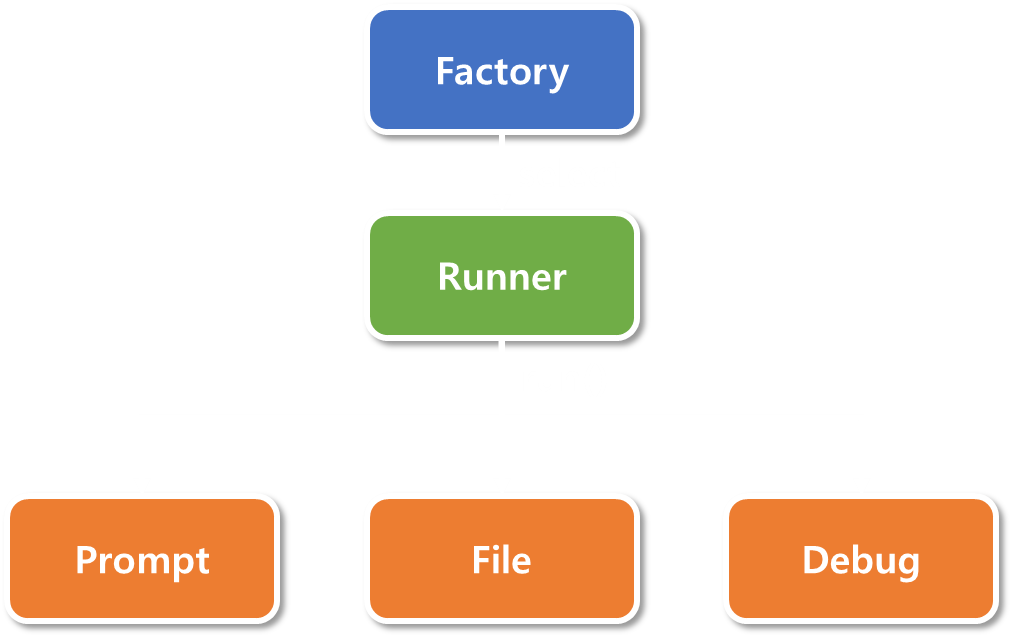 Factory
Runner
Prompt
File
Debug